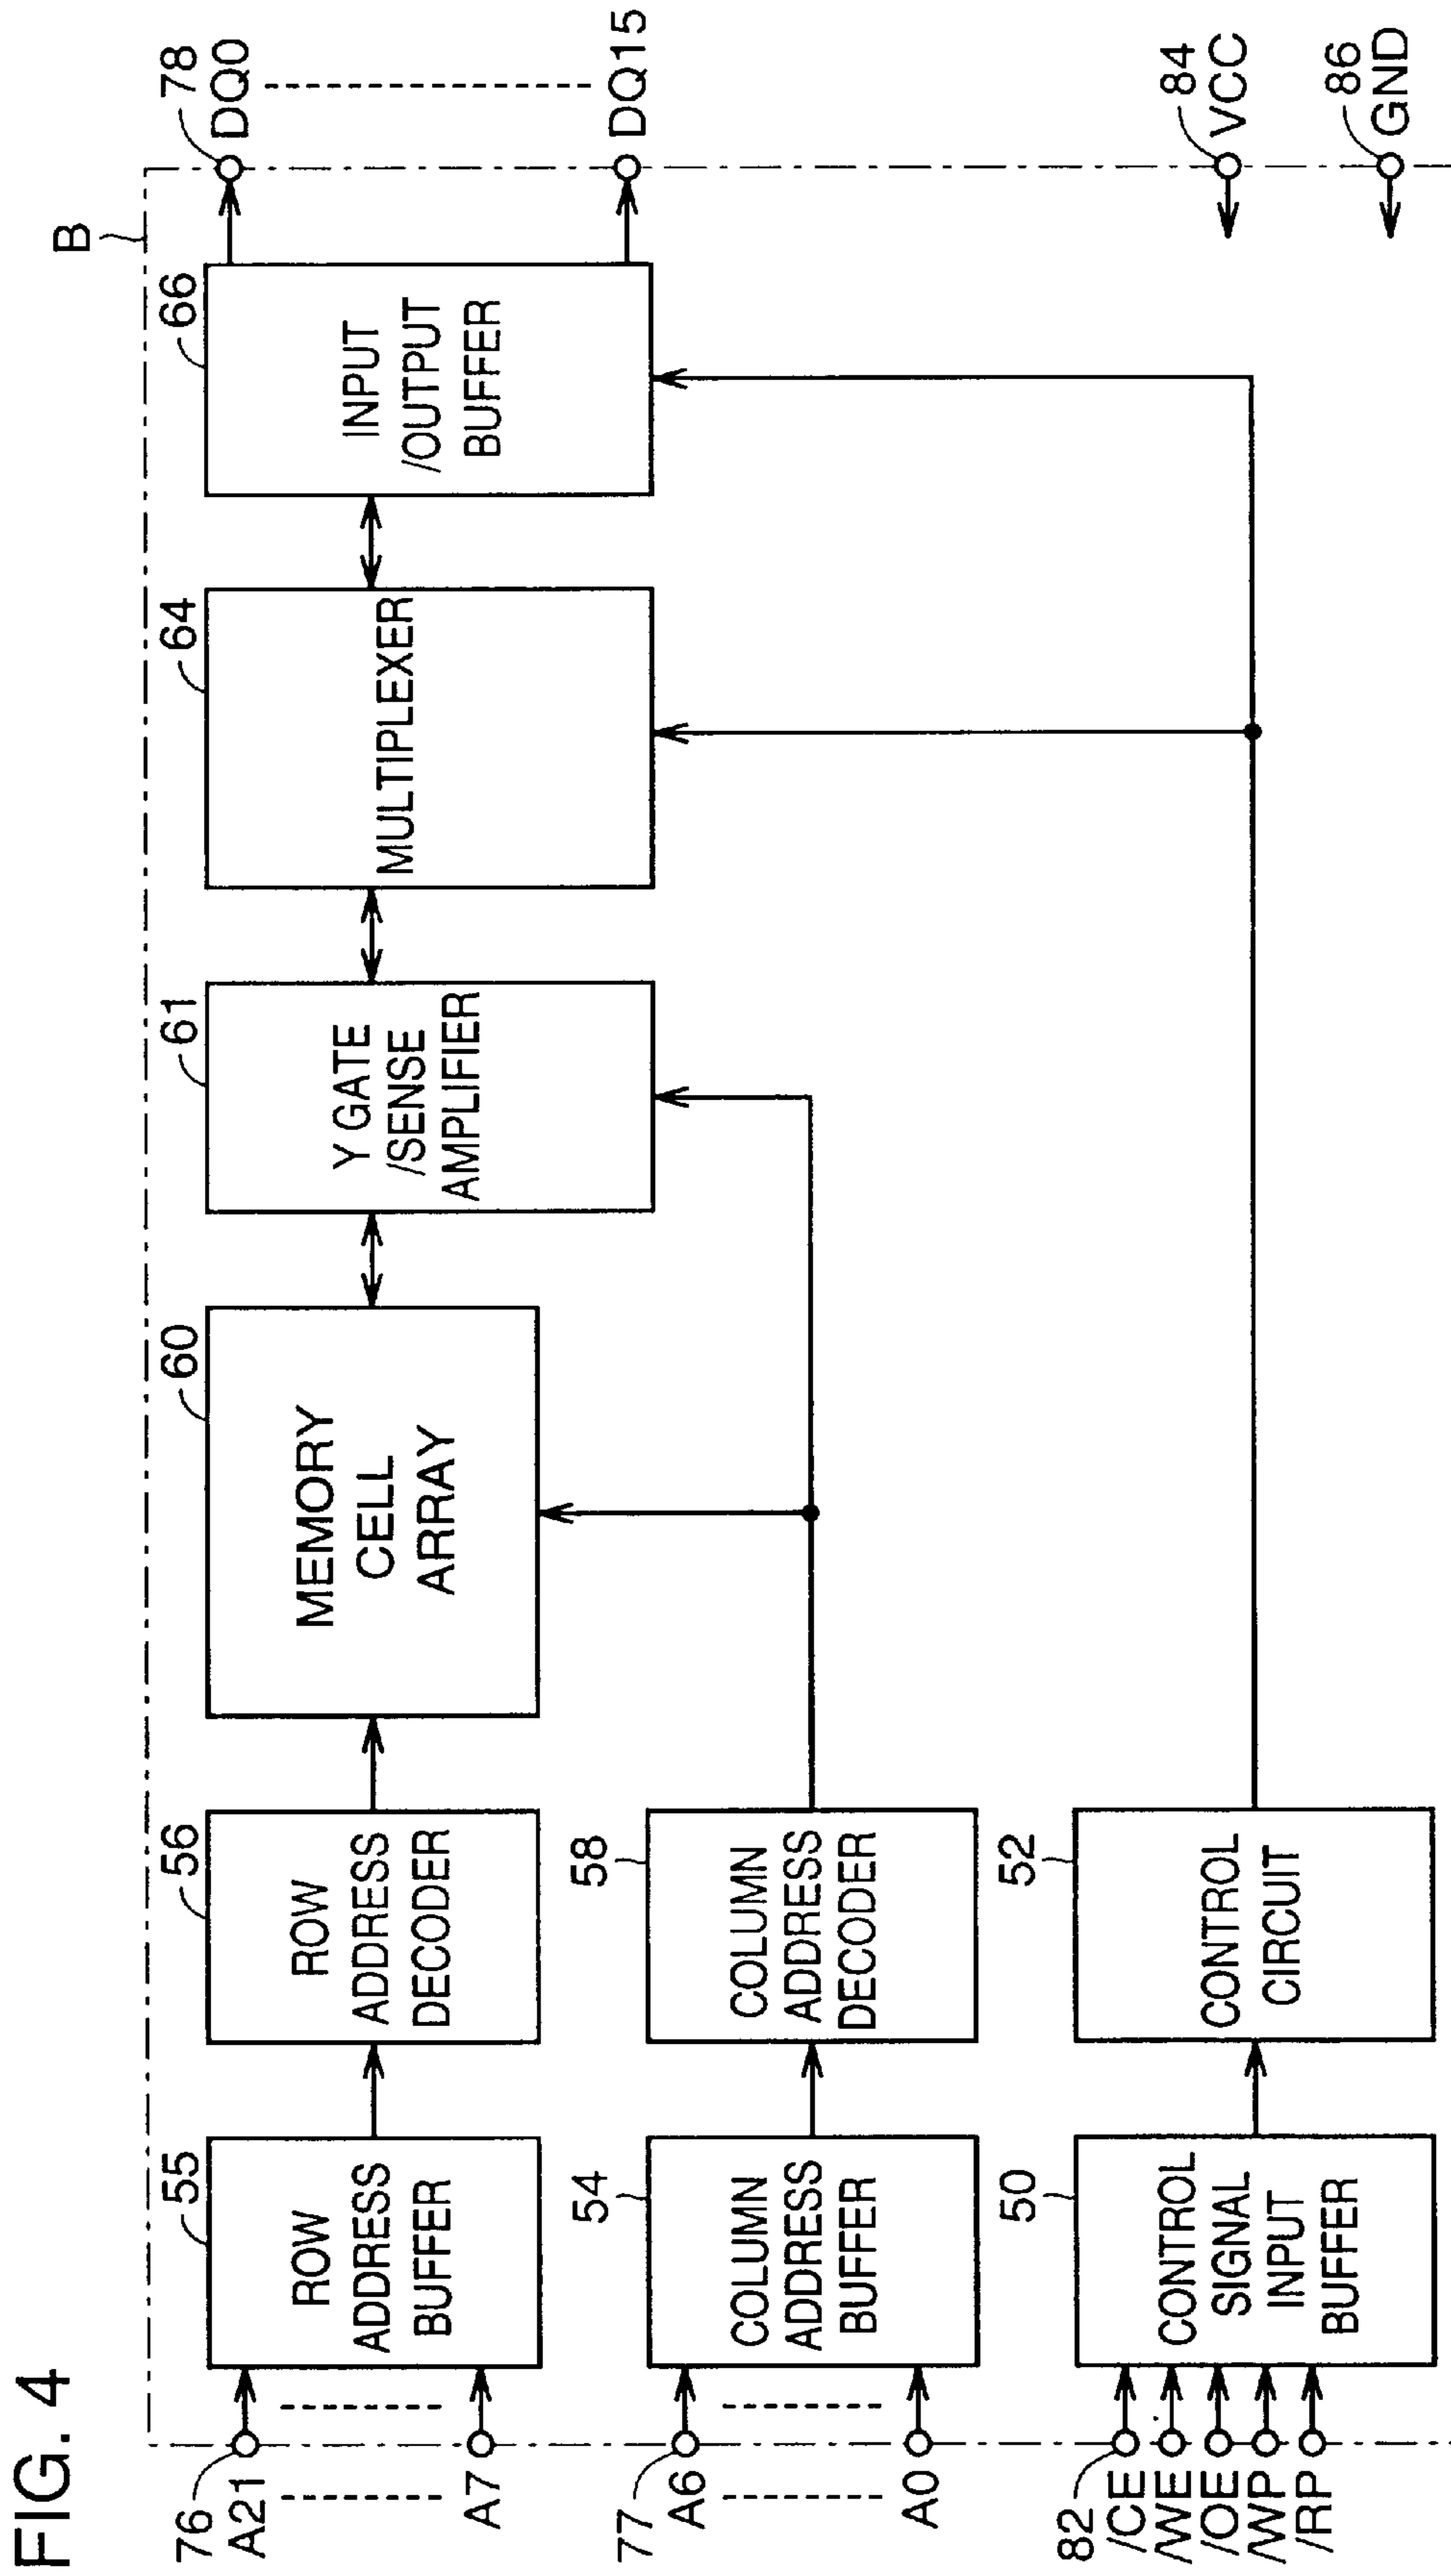 FIG. 4
B
76
A21
A7
55
ROW
ADDRESS
BUFFER
56
ROW
ADDRESS
DECODER
60
MEMORY
CELL
ARRAY
61
Y GATE
/SENSE
AMPLIFIER
64
MULTIPLEXER
66
INPUT
/OUTPUT
BUFFER
78
DQ0
DQ15
77
A6
A0
54
COLUMN
ADDRESS
BUFFER
58
COLUMN
ADDRESS
DECODER
82
/CE
/WE
/OE
/WP
/RP
50
CONTROL
SIGNAL
INPUT
BUFFER
52
CONTROL
CIRCUIT
84
VCC
86
GND